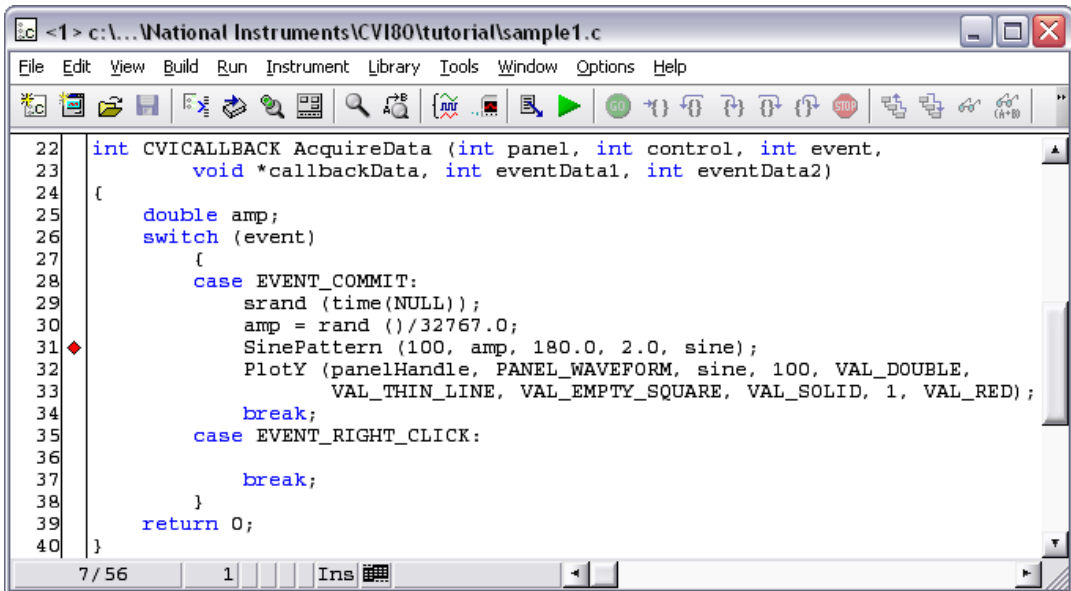 <1> c:\...\National Instruments\CVI80\tutorial\sample1.c
File Edit View Build Run Instrument Library Tools Window Options Help
GO STOP (A+B)
22 int CVICALLBACK AcquireData (int panel, int control, int event,
23 void *callbackData, int eventData1, int eventData2)
24 {
25 double amp;
26 switch (event)
27 {
28 case EVENT_COMMIT:
29 srand (time(NULL));
30 amp = rand ()/32767.0;
31 SinePattern (100, amp, 180.0, 2.0, sine);
32 PlotY (panelHandle, PANEL_WAVEFORM, sine, 100, VAL_DOUBLE,
33 VAL_THIN_LINE, VAL_EMPTY_SQUARE, VAL_SOLID, 1, VAL_RED);
34 break;
35 case EVENT_RIGHT_CLICK:
36
37 break;
38 }
39 return 0;
40 }
7/56 1 Ins